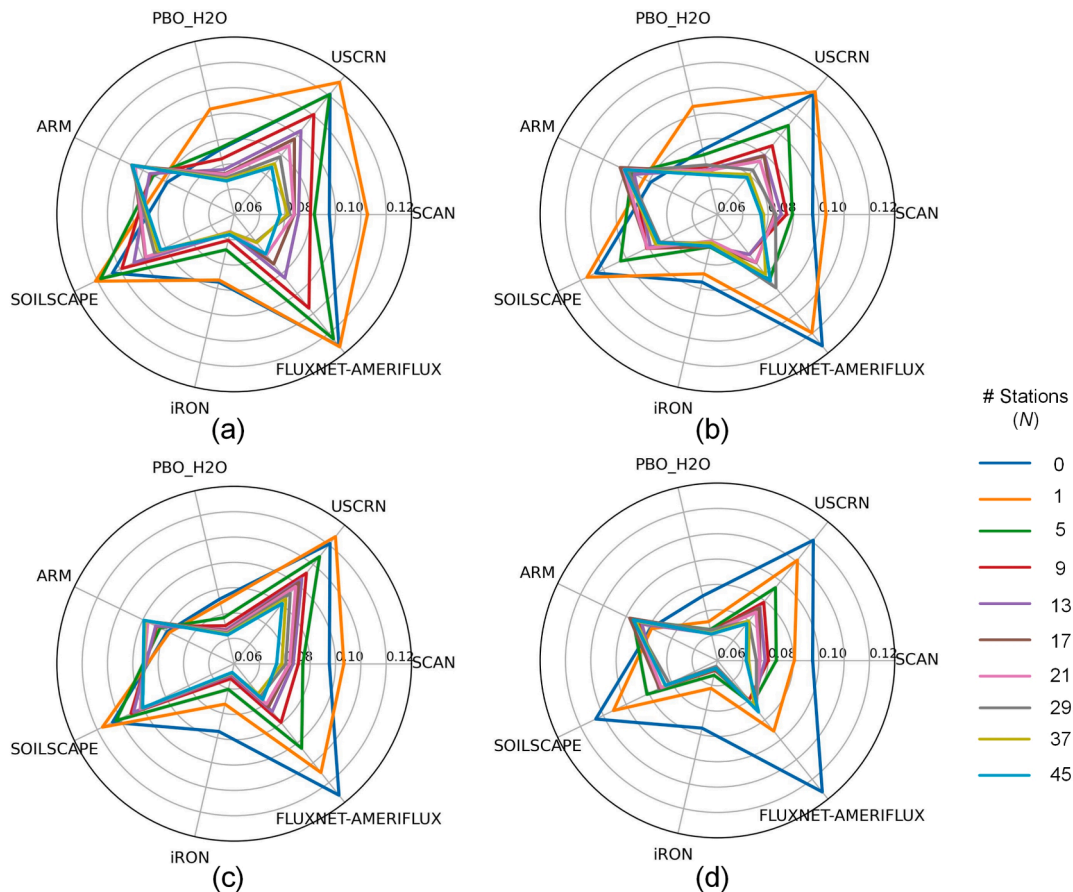 PBO_H2O
USCRN
ARM
0.06 0.08 0.10 0.12
SCAN
SOILSCAPE
FLUXNET-AMERIFLUX
iRON
(a)
PBO_H2O
USCRN
ARM
0.06 0.08 0.10 0.12
SCAN
SOILSCAPE
FLUXNET-AMERIFLUX
iRON
(b)
PBO_H2O
USCRN
ARM
0.06 0.08 0.10 0.12
SCAN
SOILSCAPE
FLUXNET-AMERIFLUX
iRON
(c)
PBO_H2O
USCRN
ARM
0.06 0.08 0.10 0.12
SCAN
SOILSCAPE
FLUXNET-AMERIFLUX
iRON
(d)
# Stations
(N)
0
1
5
9
13
17
21
29
37
45